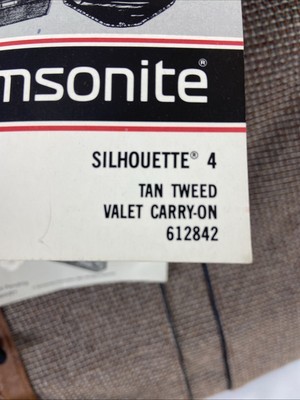 msonite®
SILHOUETTE® 4
TAN TWEED
VALET CARRY-ON
612842